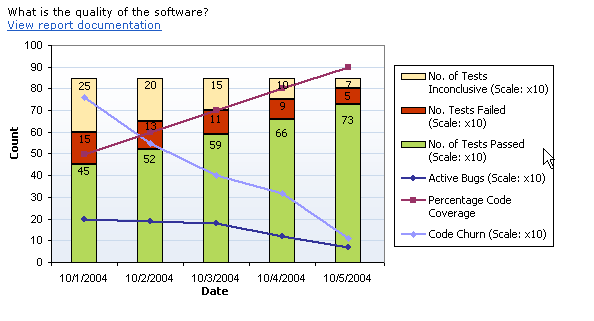 What is the quality of the software?
View report documentation
100
90
80
70
60
50
40
30
20
10
0
Count
25
20
15
10
7
15
13
11
9
5
45
52
59
66
73
10/1/2004 10/2/2004 10/3/2004 10/4/2004 10/5/2004
Date
No. of Tests
Inconclusive (Scale: x10)
No. Tests Failed
(Scale: x10)
No. of Tests Passed
(Scale: x10)
Active Bugs (Scale: x10)
Percentage Code
Coverage
Code Churn (Scale: x10)